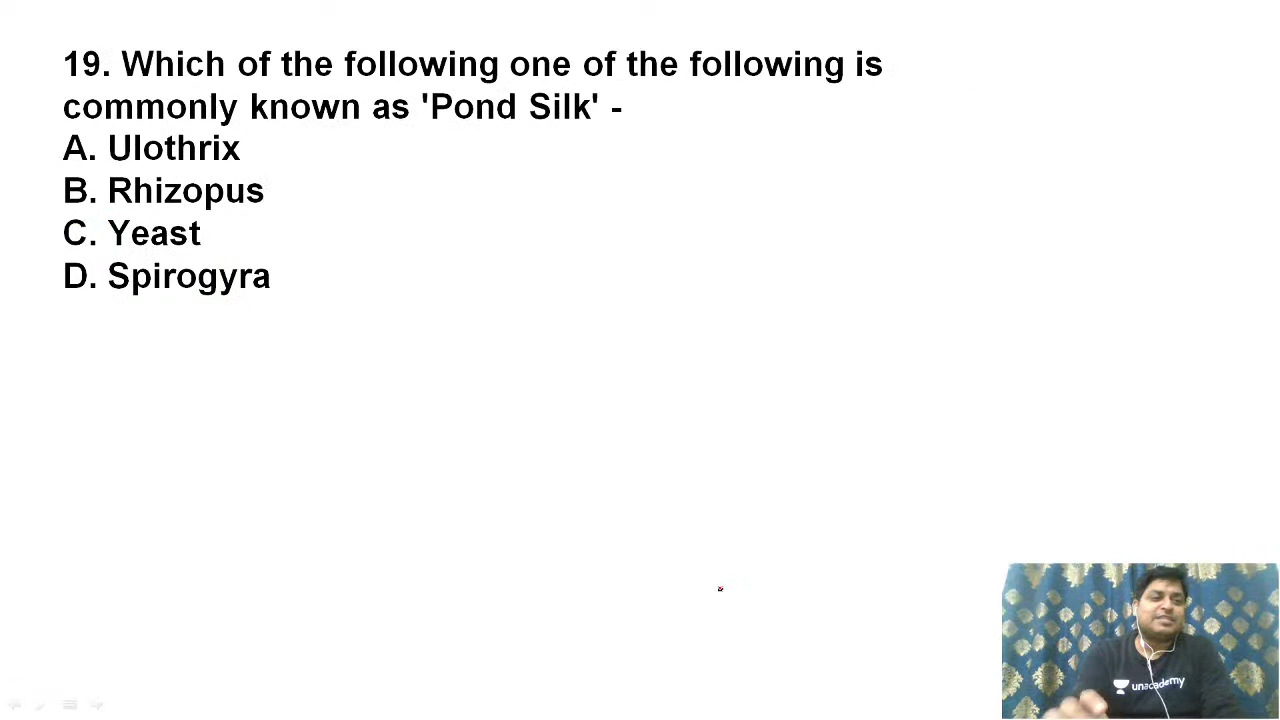 19. Which of the following one of the following is
commonly known as 'Pond Silk' -
A. Ulothrix
B. Rhizopus
C. Yeast
D. Spirogyra
unacademy